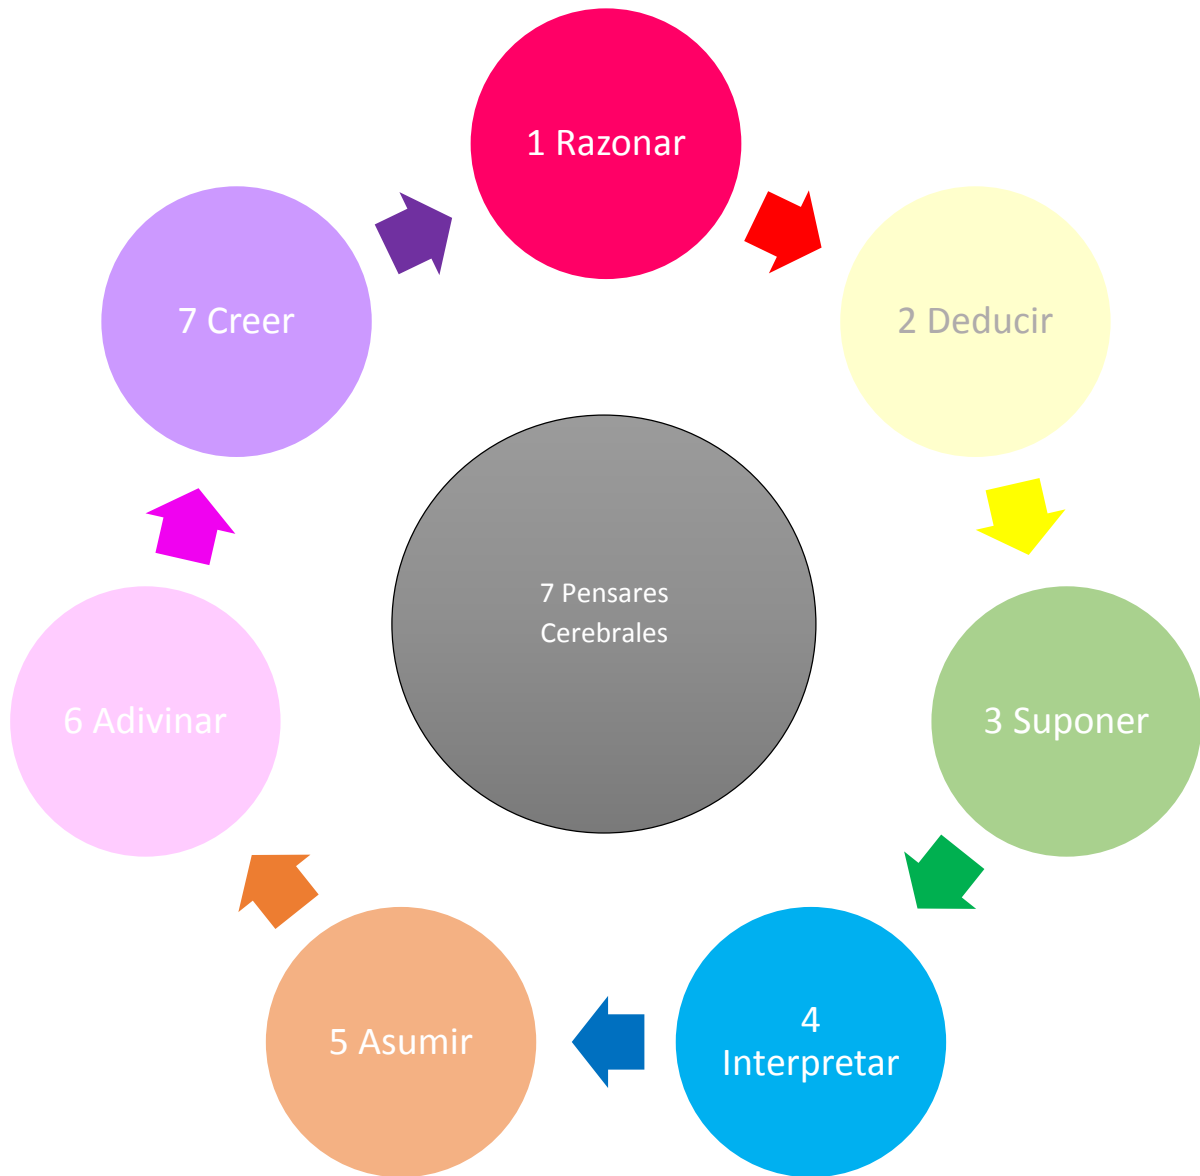 1 Razonar
2 Deducir
3 Suponer
4
Interpretar
5 Asumir
6 Adivinar
7 Creer
7 Pensares
Cerebrales